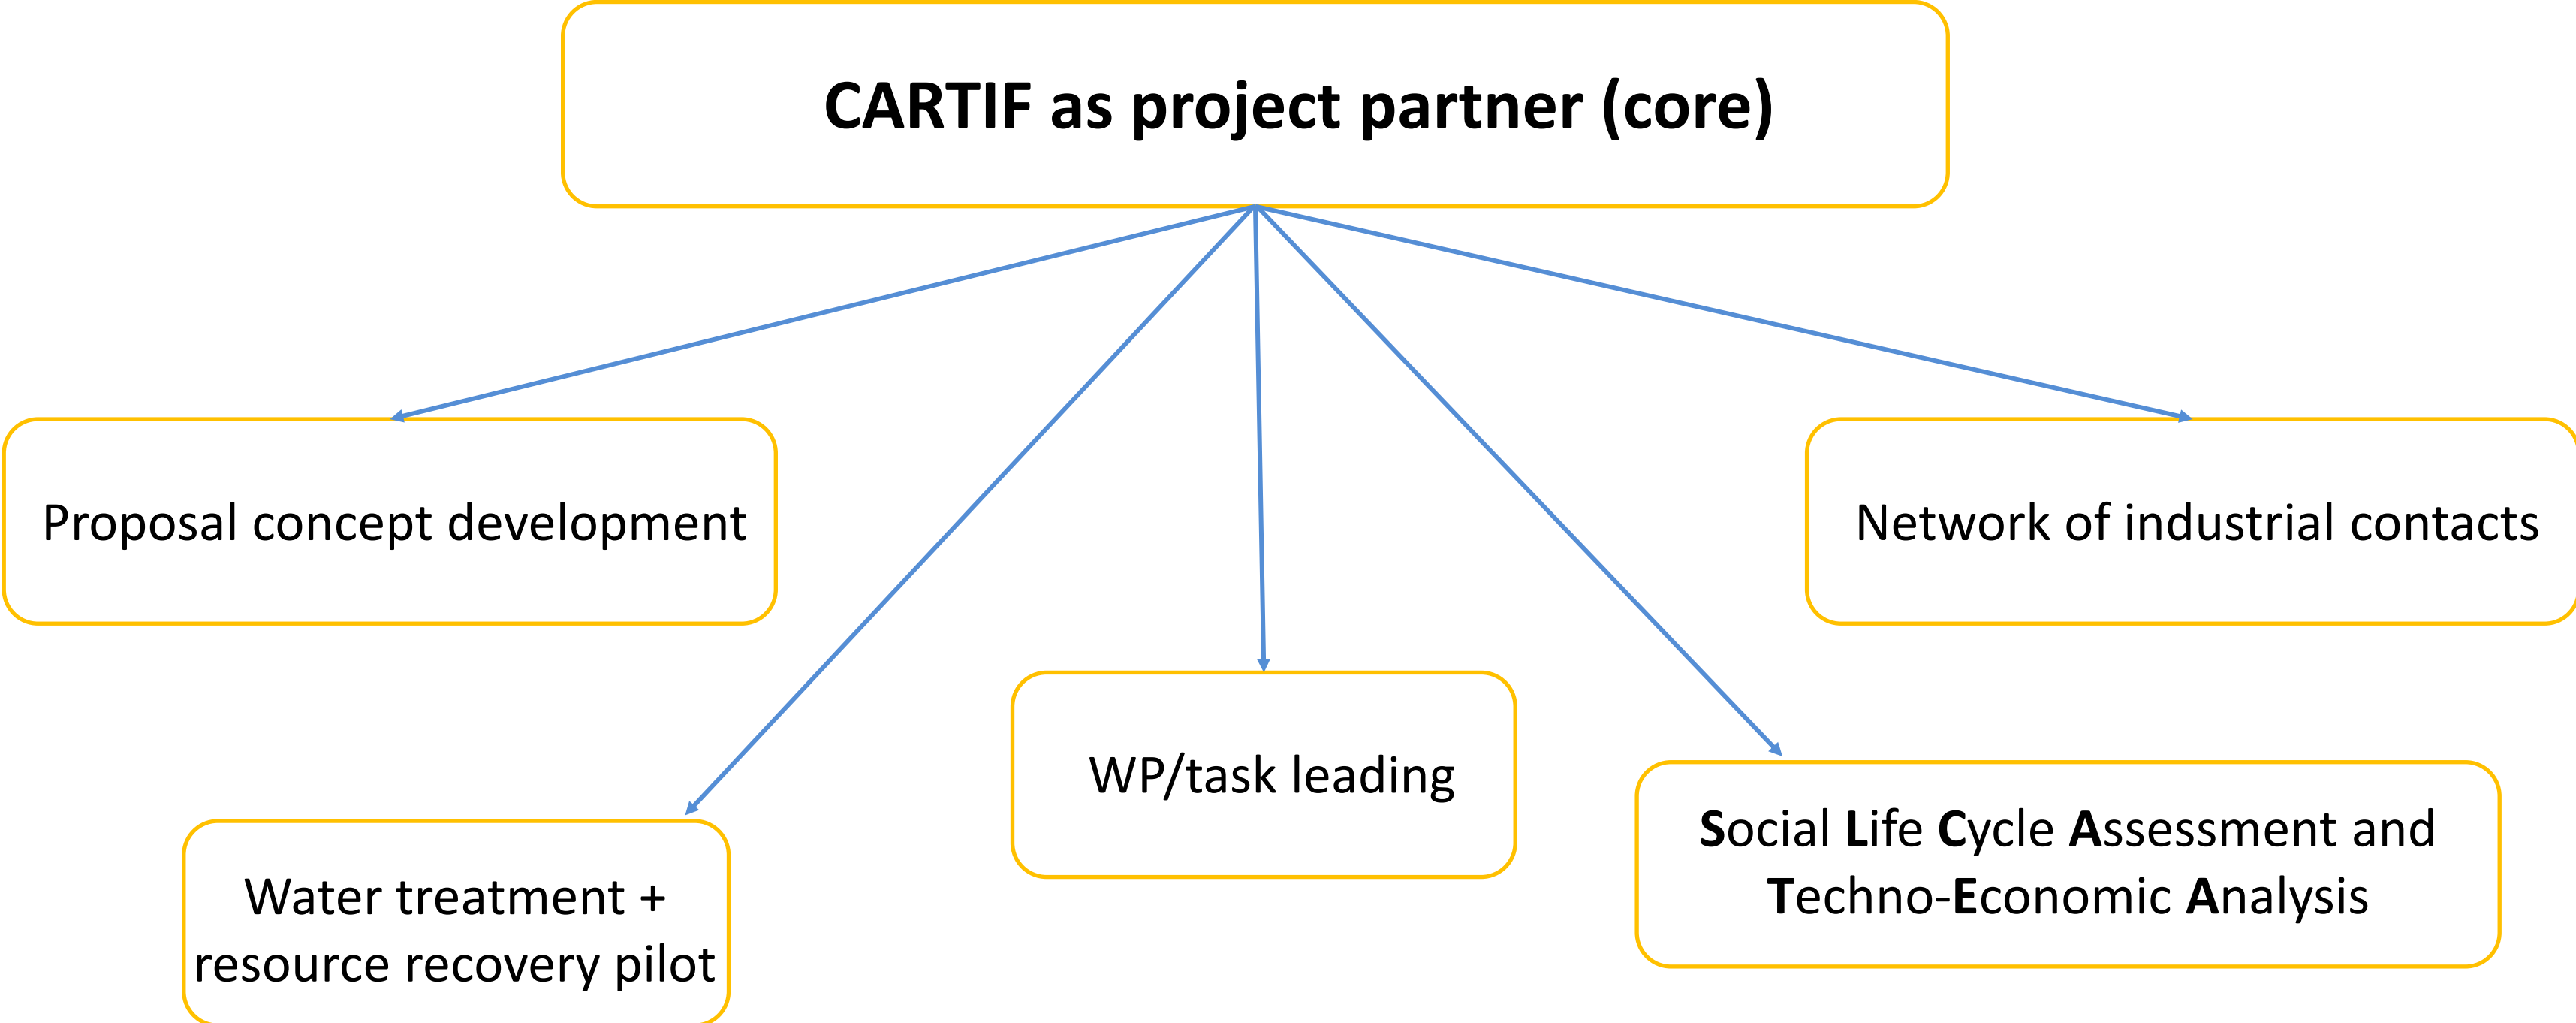 CARTIF as project partner (core)
Proposal concept development
Network of industrial contacts
WP/task leading
Social Life Cycle Assessment and
Techno-Economic Analysis
Water treatment +
resource recovery pilot